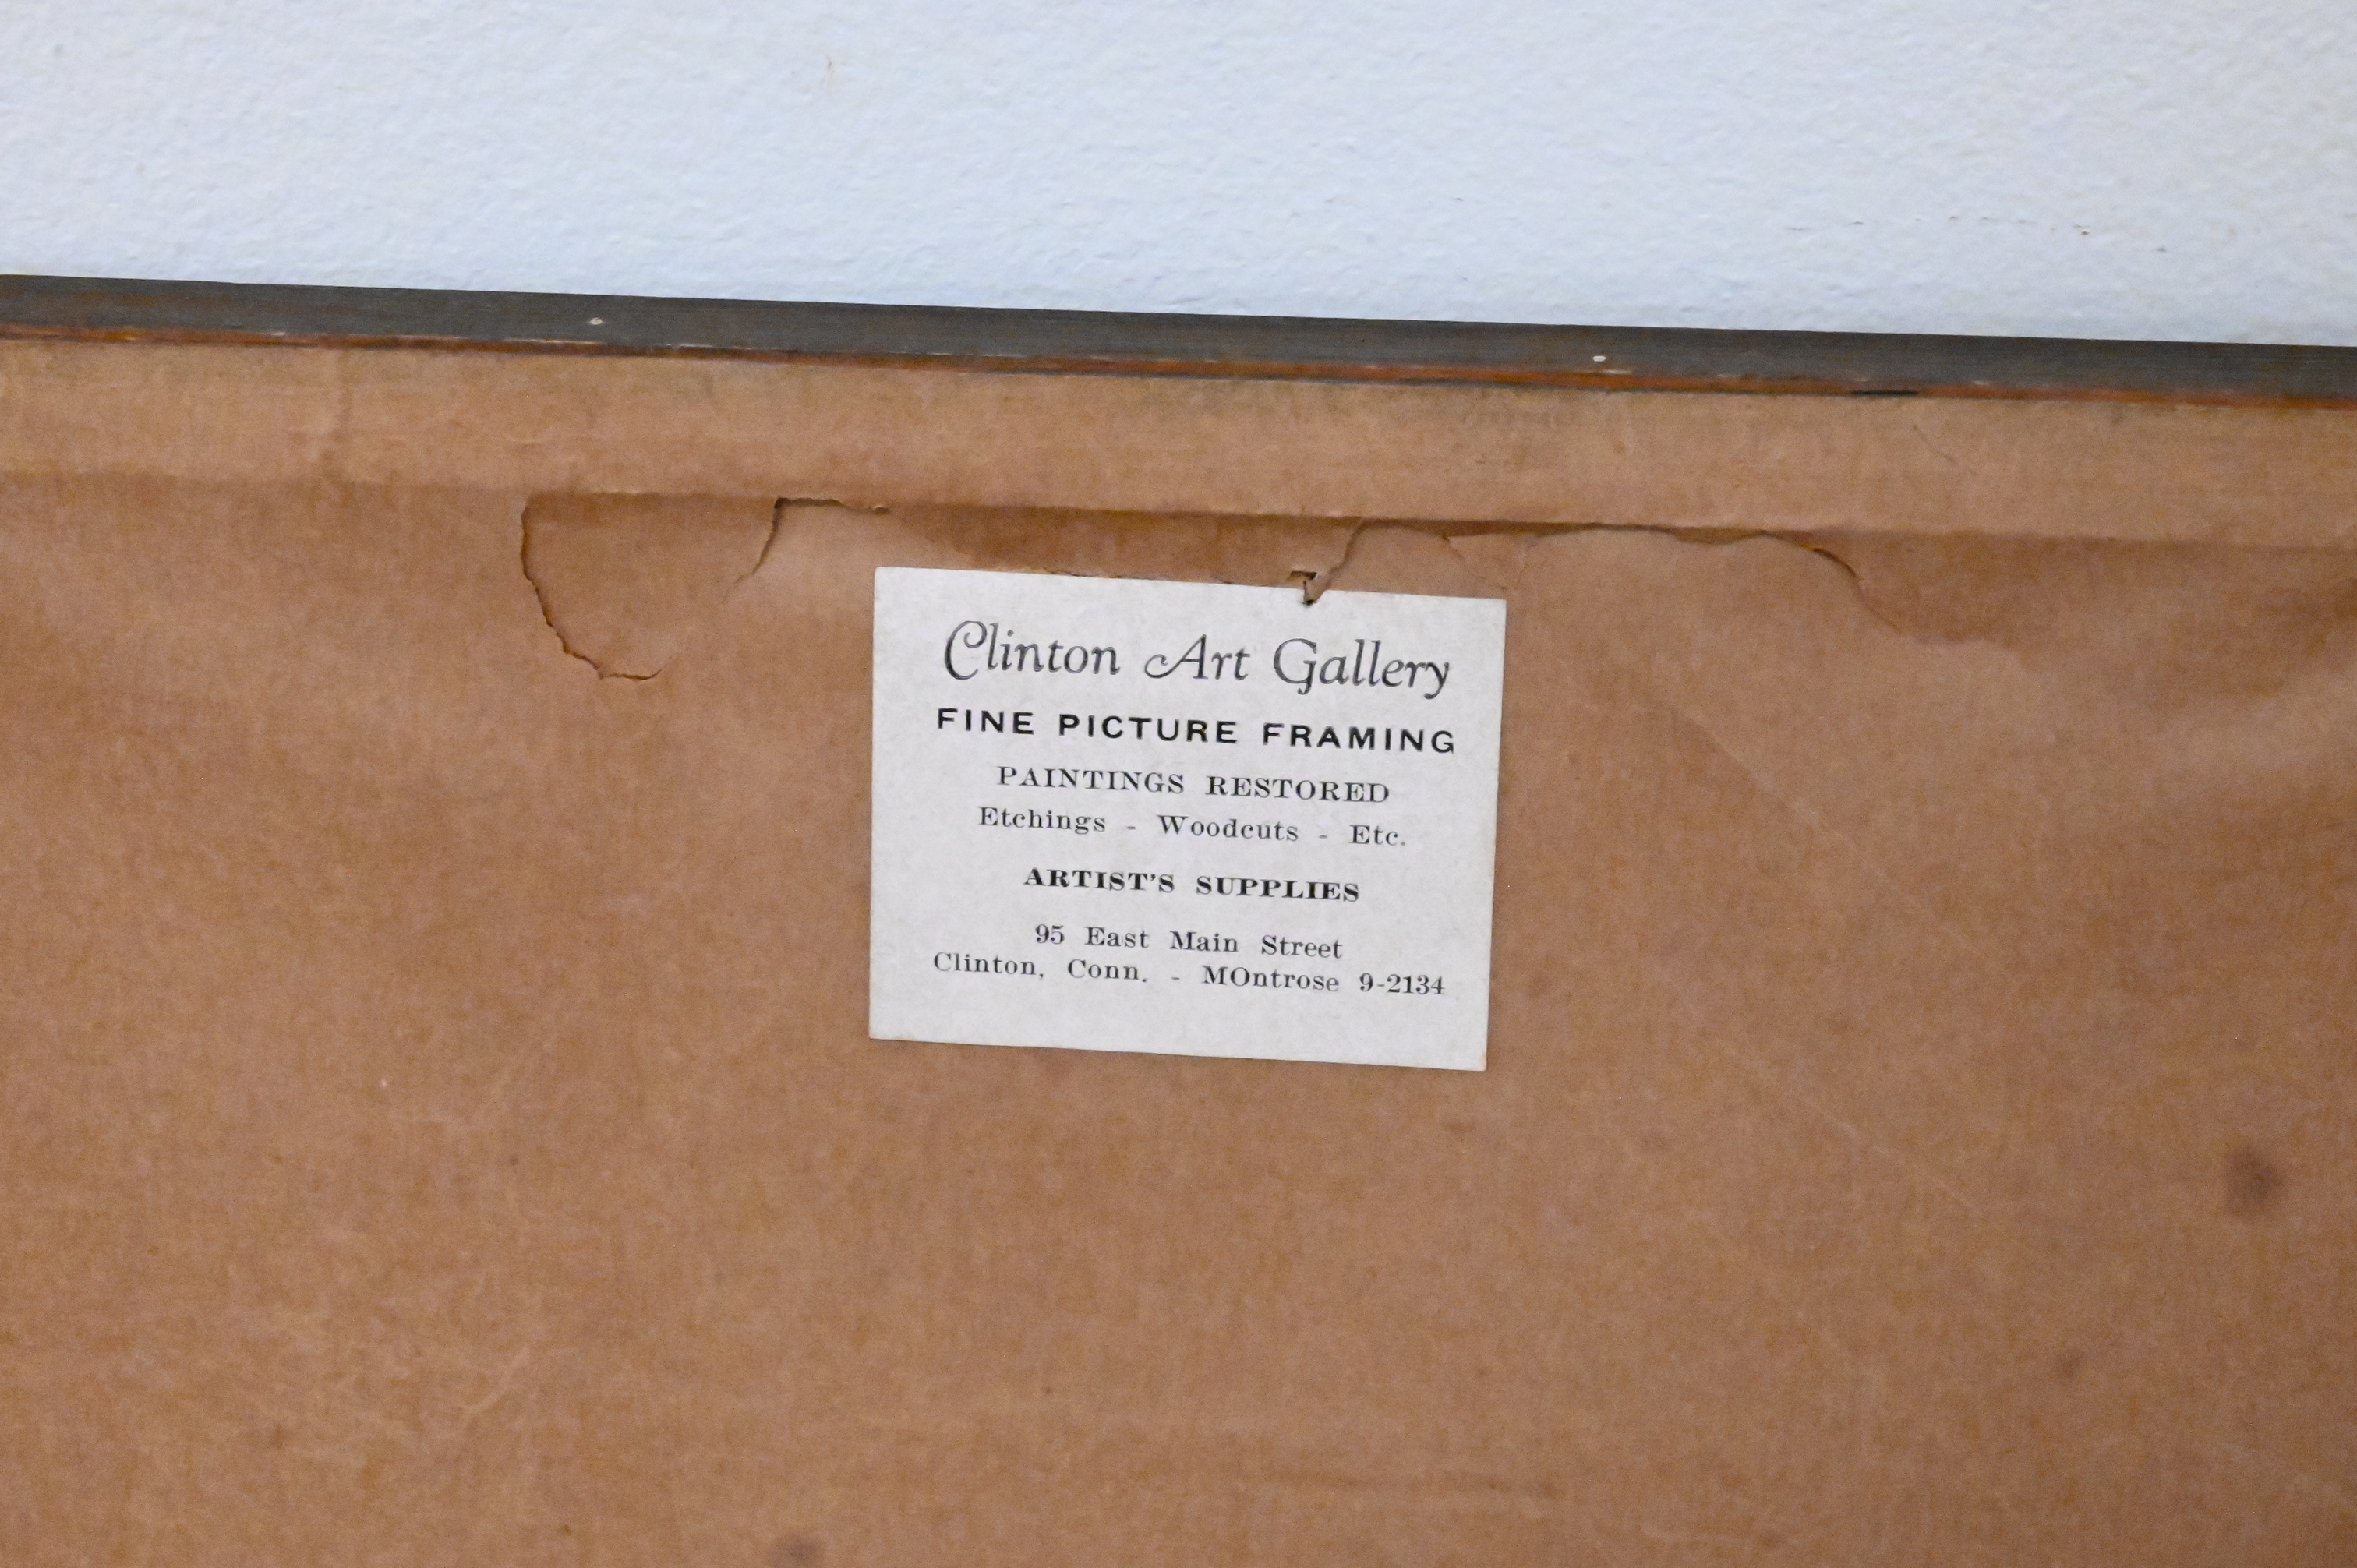 Clinton Art Gallery
FINE PICTURE FRAMING
PAINTINGS RESTORED
Etchings - Woodcuts - Etc.
ARTIST'S SUPPLIES
95 East Main Street
Clinton, Conn. - MOntrose 9-2134